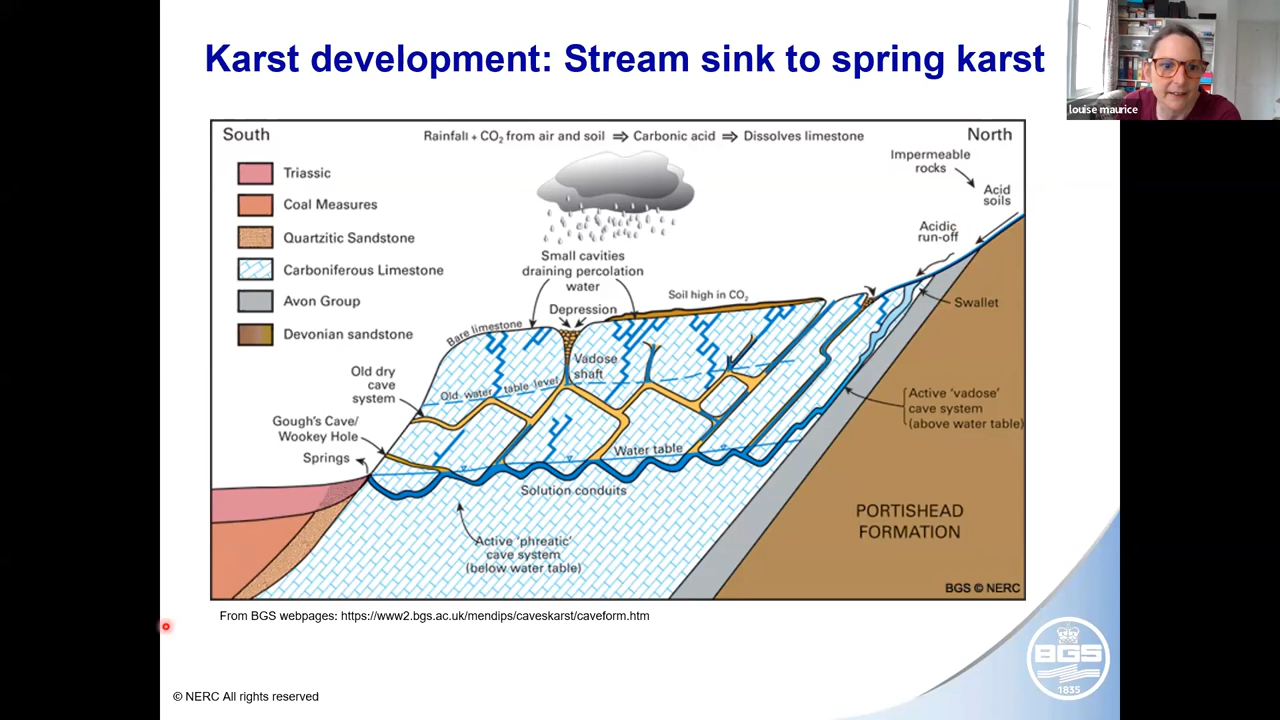 Karst development: Stream sink to spring karst
louise maurice
South
Rainfall + CO₂ from air and soil ⇒ Carbonic acid ⇒ Dissolves limestone
North
Triassic
Coal Measures
Quartzitic Sandstone
Carboniferous Limestone
Avon Group
Devonian sandstone
Impermeable
rocks
Acid
soils
Acidic
run-off
Swallet
Small cavities
draining percolation
water
Depression
Soil high in CO₂
Bare limestone
Vadose
shaft
Old water table level
Old dry
cave
system
Gough's Cave/
Wookey Hole
Springs
Active 'vadose'
cave system
(above water table)
Water table
Solution conduits
Active 'phreatic'
cave system
(below water table)
PORTISHEAD
FORMATION
BGS © NERC
From BGS webpages: https://www2.bgs.ac.uk/mendips/caveskarst/caveform.htm
BGS
1835
© NERC All rights reserved